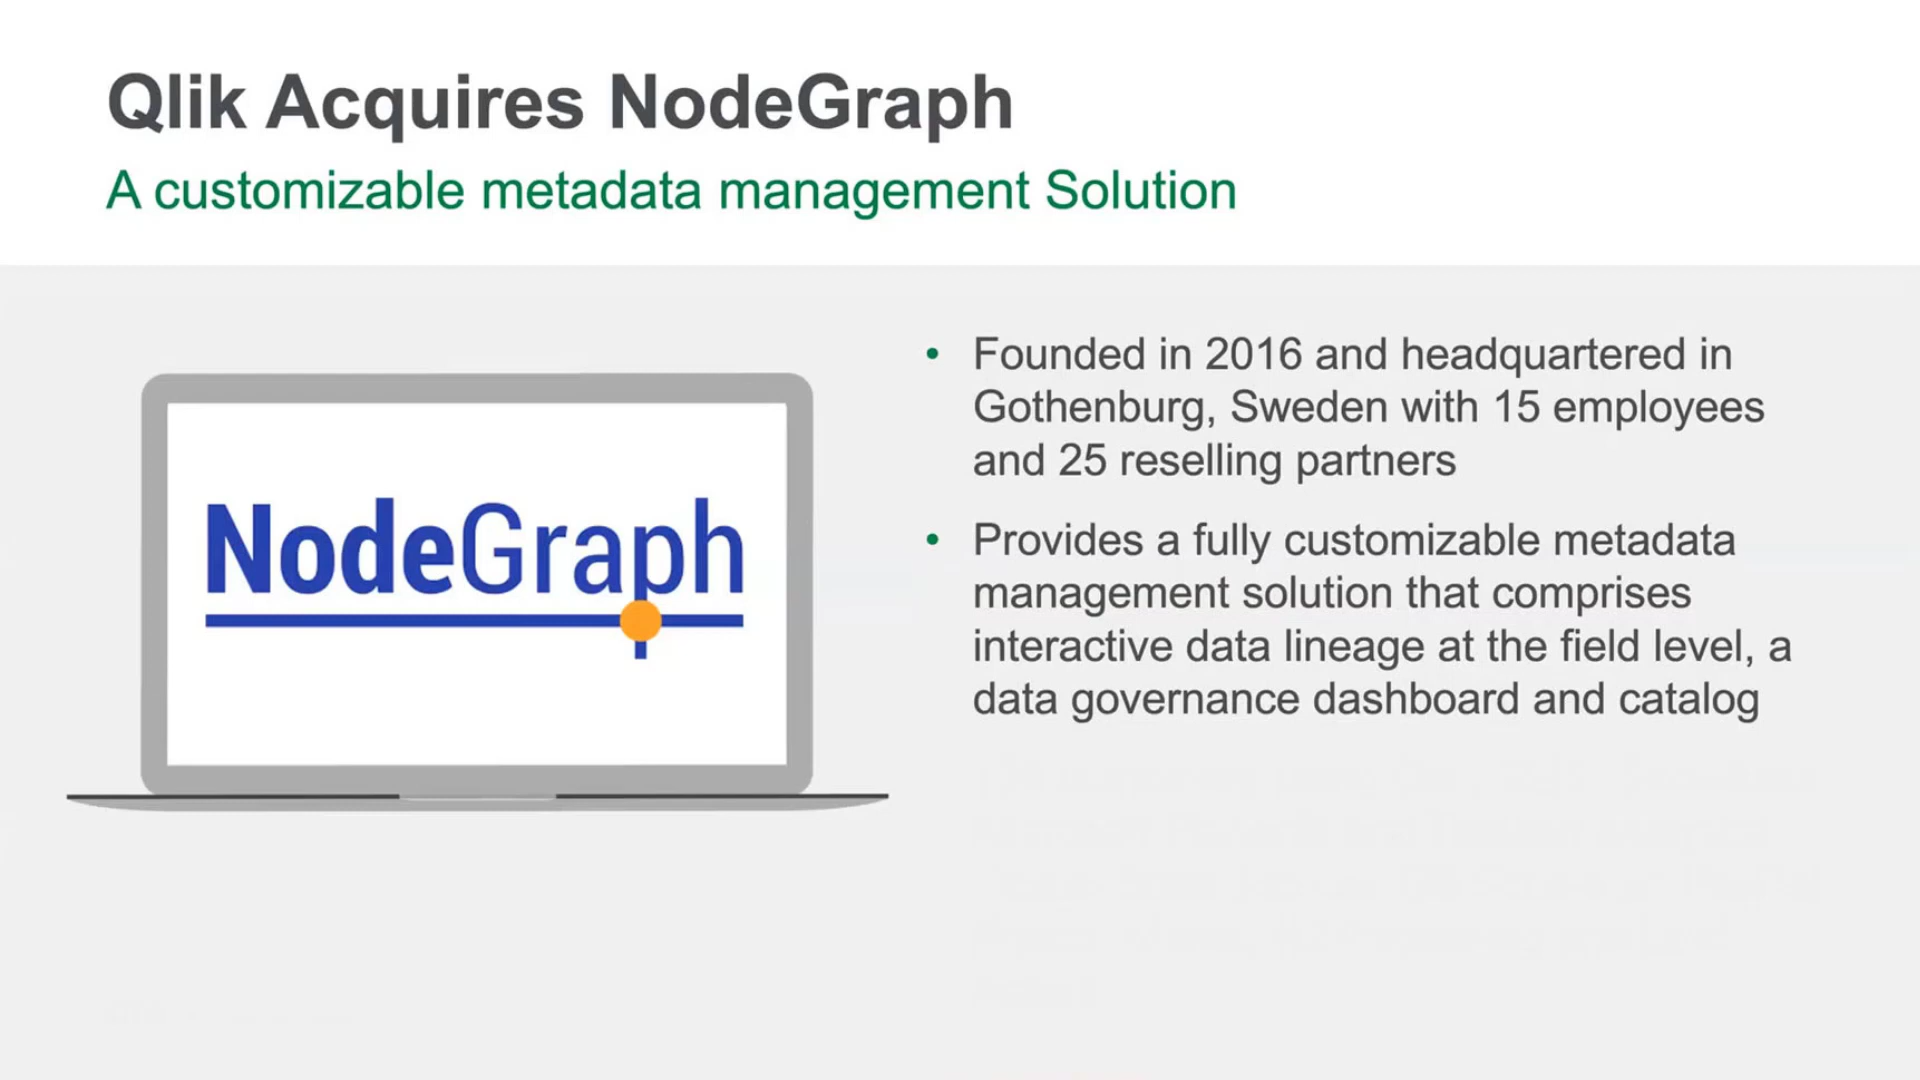 Qlik Acquires NodeGraph
A customizable metadata management Solution
NodeGraph
• Founded in 2016 and headquartered in
Gothenburg, Sweden with 15 employees
and 25 reselling partners
• Provides a fully customizable metadata
management solution that comprises
interactive data lineage at the field level, a
data governance dashboard and catalog